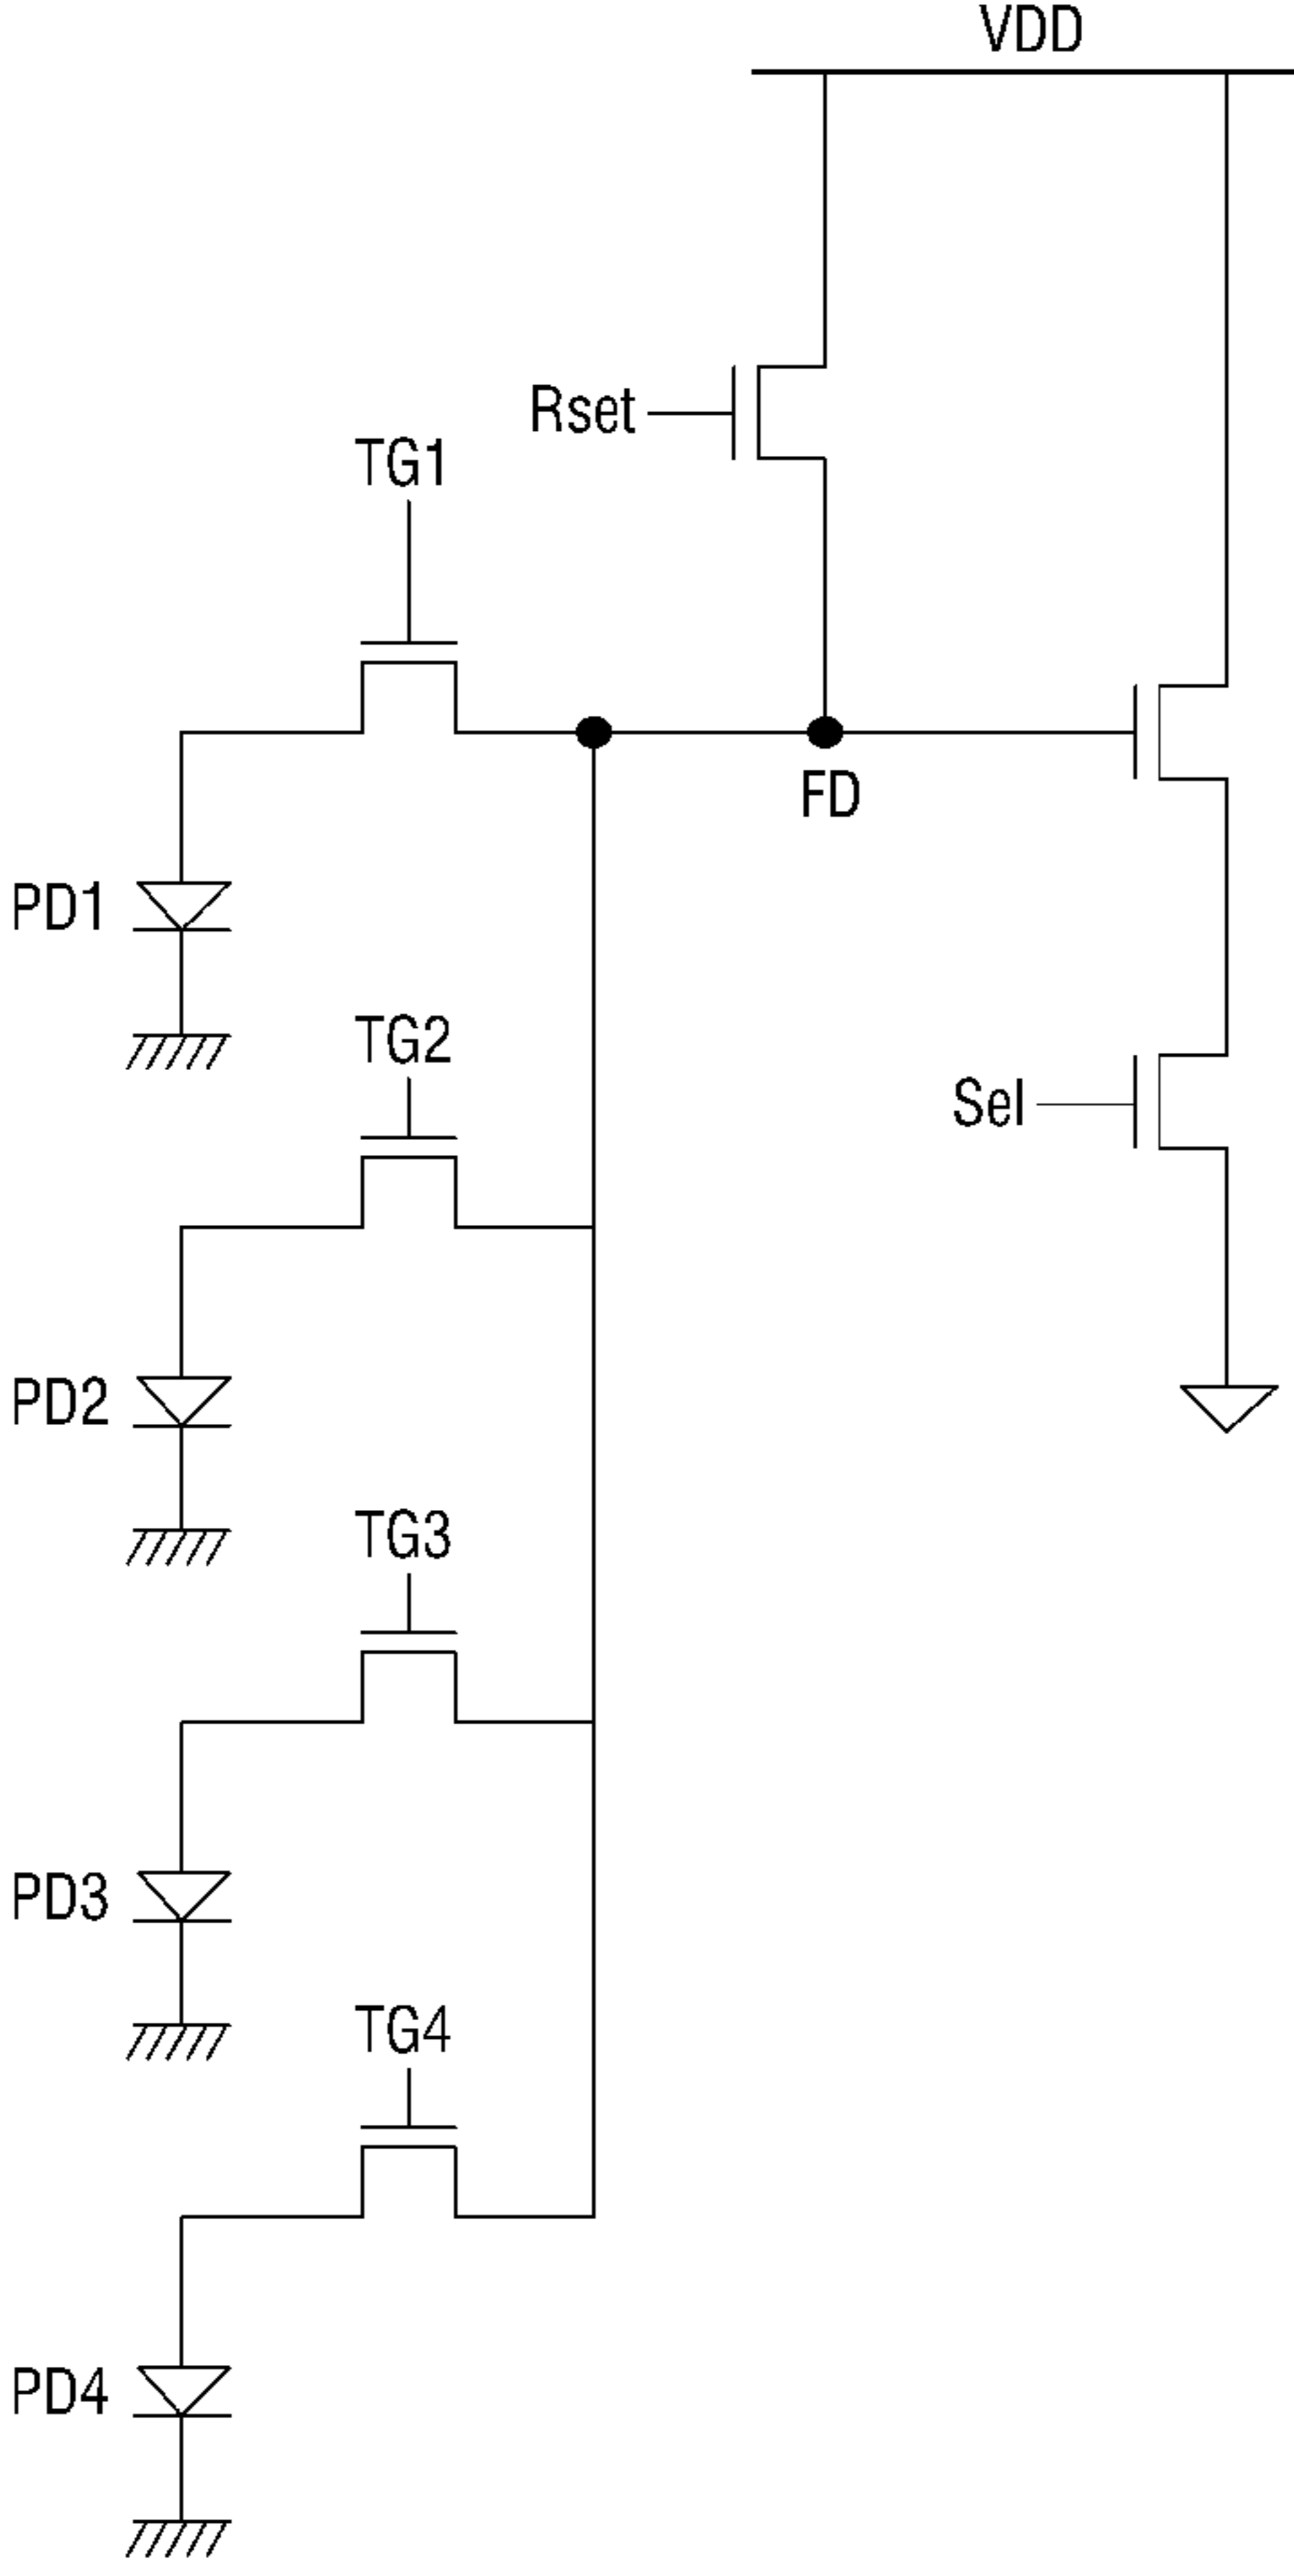 VDD
Rset
TG1
FD
PD1
TG2
Sel
PD2
TG3
PD3
TG4
PD4